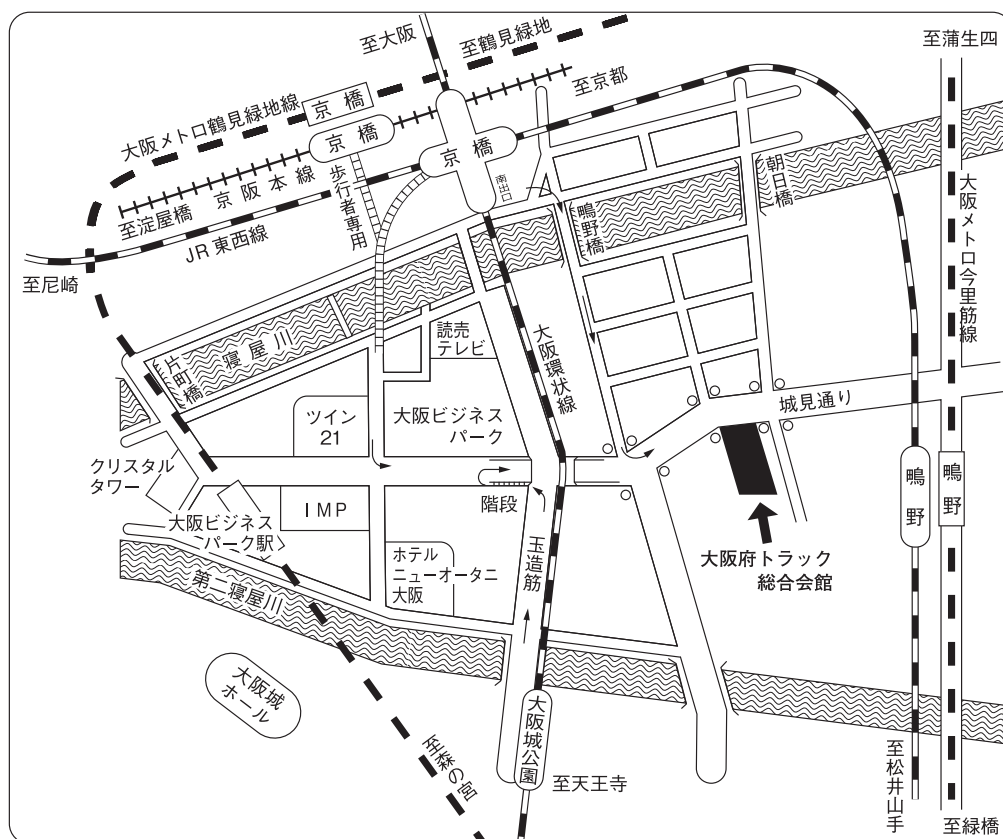 至大阪
至鶴見緑地
至蒲生四
至京都
大阪メトロ鶴見緑地線
京橋
京橋
京橋
京阪本線
至淀屋橋
JR東西線
歩行者専用
南出口
鴫野橋
朝日橋
大阪メトロ今里筋線
至尼崎
寝屋川
片町橋
読売
テレビ
大阪環状線
ツイン
21
大阪ビジネス
パーク
城見通り
クリスタル
タワー
IMP
階段
鴫野
鴫野
大阪ビジネス
パーク駅
ホテル
ニューオータニ
大阪
玉造筋
大阪府トラック
総合会館
第二寝屋川
大阪城
ホール
至森の宮
大阪城公園
至天王寺
至松井山手
至緑橋